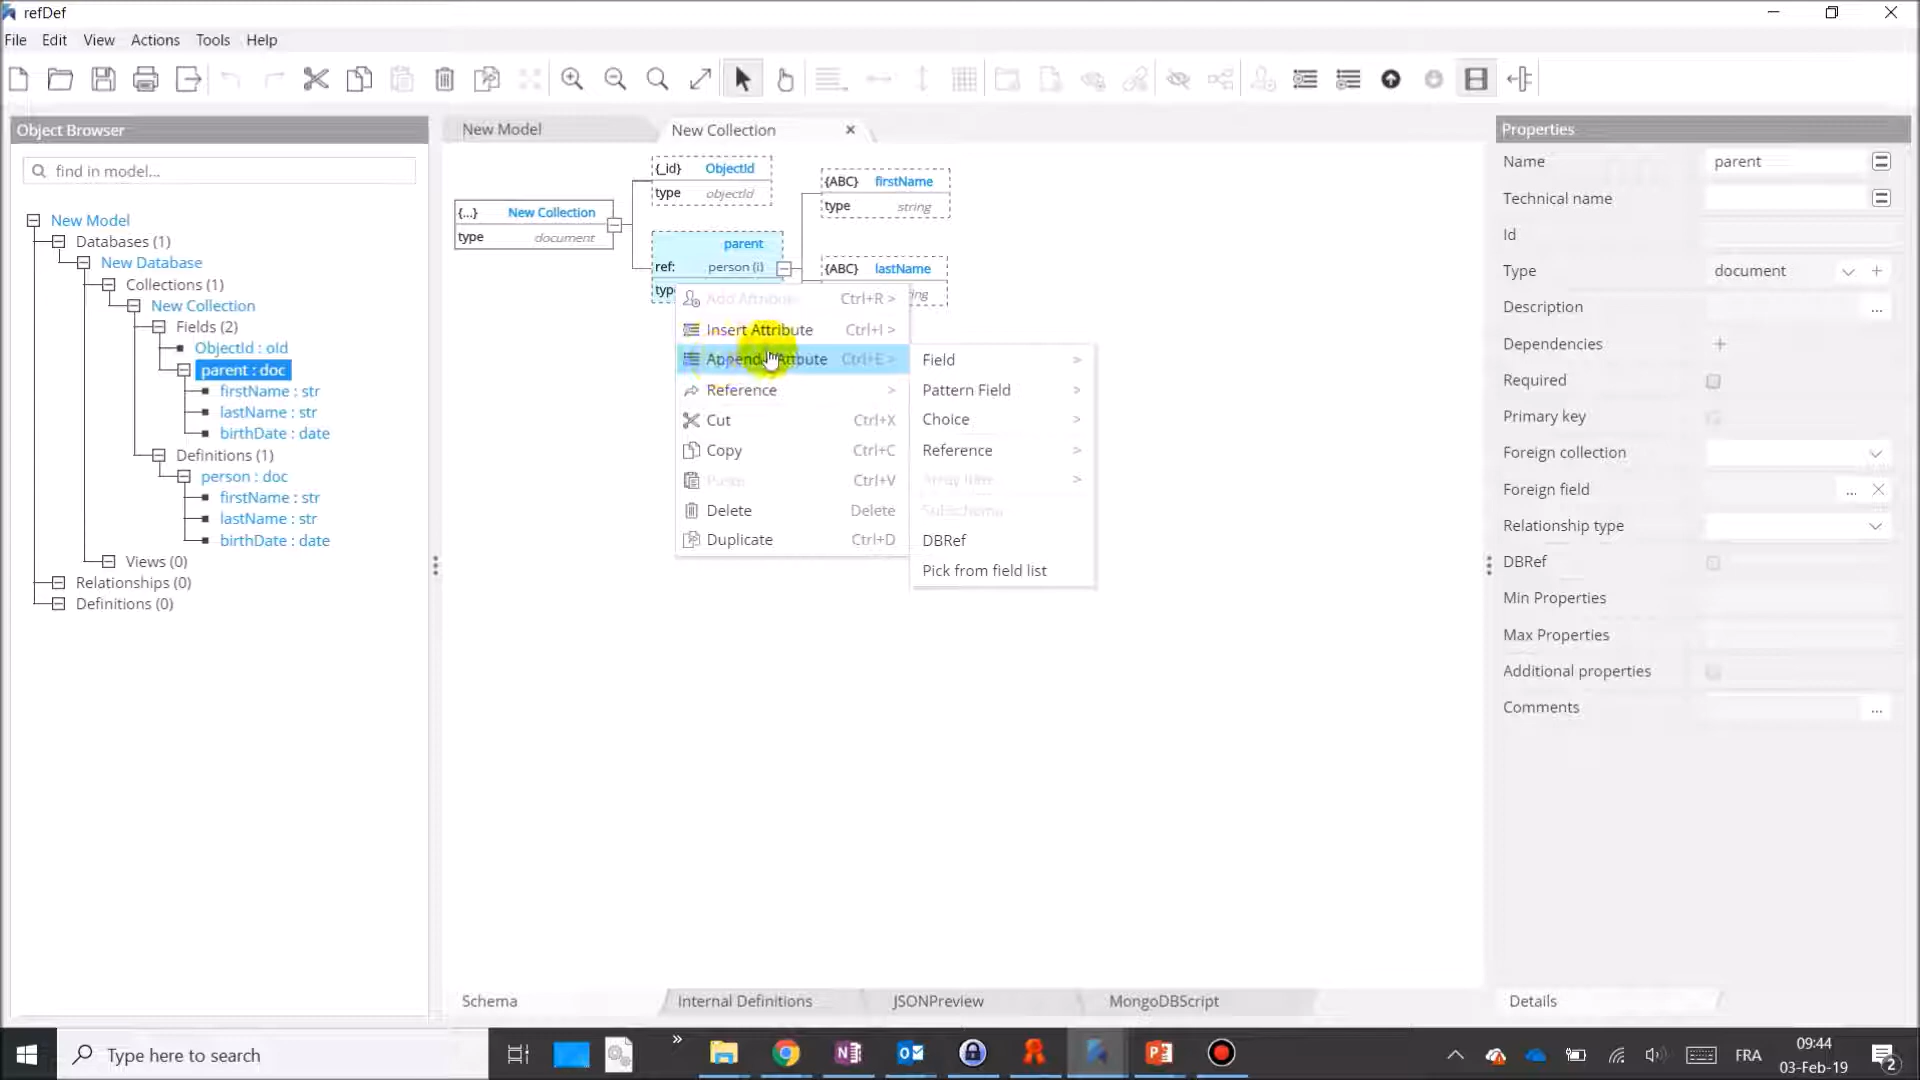 refDef
File Edit View Actions Tools Help
Object Browser
find in model...
New Model
Databases (1)
New Database
Collections (1)
New Collection
Fields (2)
ObjectId : oId
parent : doc
firstName : str
lastName : str
birthDate : date
Definitions (1)
person : doc
firstName : str
lastName : str
birthDate : date
Views (0)
Relationships (0)
Definitions (0)
New Model New Collection
{_id} ObjectId
type objectId
{...} New Collection
type document
parent
ref: person (i)
{ABC} firstName
type string
{ABC} lastName
Add Attribute Ctrl+R >
Insert Attribute Ctrl+I >
Append Ctrl+E >
Reference >
Cut Ctrl+X
Copy Ctrl+C
Paste Ctrl+V
Delete Delete
Duplicate Ctrl+D
Field >
Pattern Field >
Choice >
Reference >
Array Item >
Subschema
DBRef
Pick from field list
Schema Internal Definitions JSONPreview MongoDBScript
Properties
Name parent
Technical name
Id
Type document
Description ...
Dependencies
Required
Primary key
Foreign collection
Foreign field ...
Relationship type
DBRef
Min Properties
Max Properties
Additional properties
Comments ...
Details
Type here to search
FRA
09:44
03-Feb-19
2